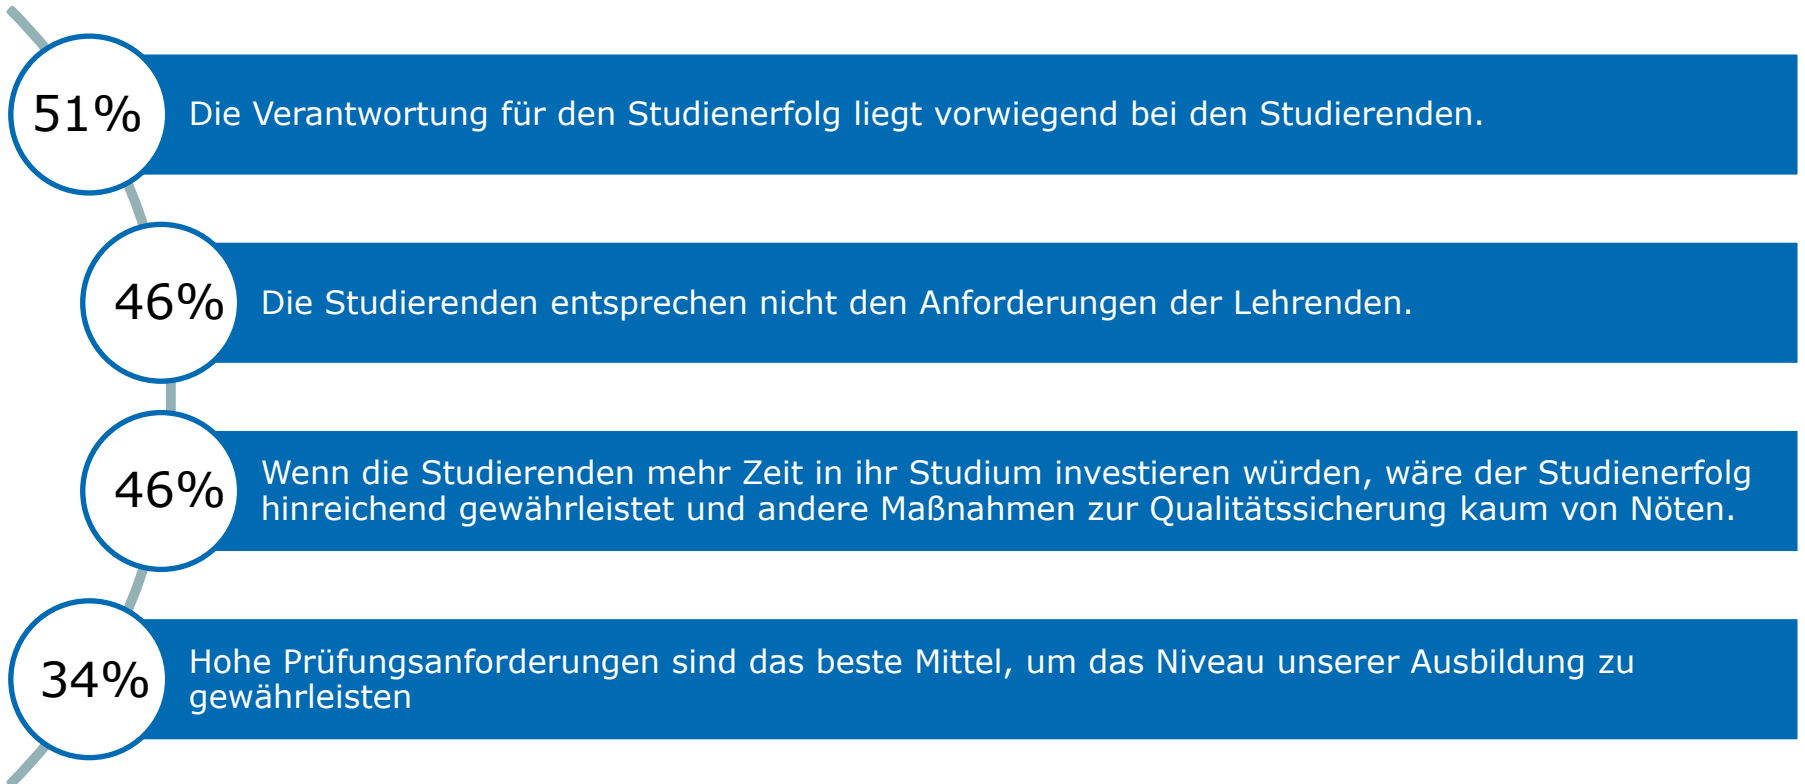 51%
Die Verantwortung für den Studienerfolg liegt vorwiegend bei den Studierenden.
46%
Die Studierenden entsprechen nicht den Anforderungen der Lehrenden.
46%
Wenn die Studierenden mehr Zeit in ihr Studium investieren würden, wäre der Studienerfolg
hinreichend gewährleistet und andere Maßnahmen zur Qualitätssicherung kaum von Nöten.
34%
Hohe Prüfungsanforderungen sind das beste Mittel, um das Niveau unserer Ausbildung zu
gewährleisten